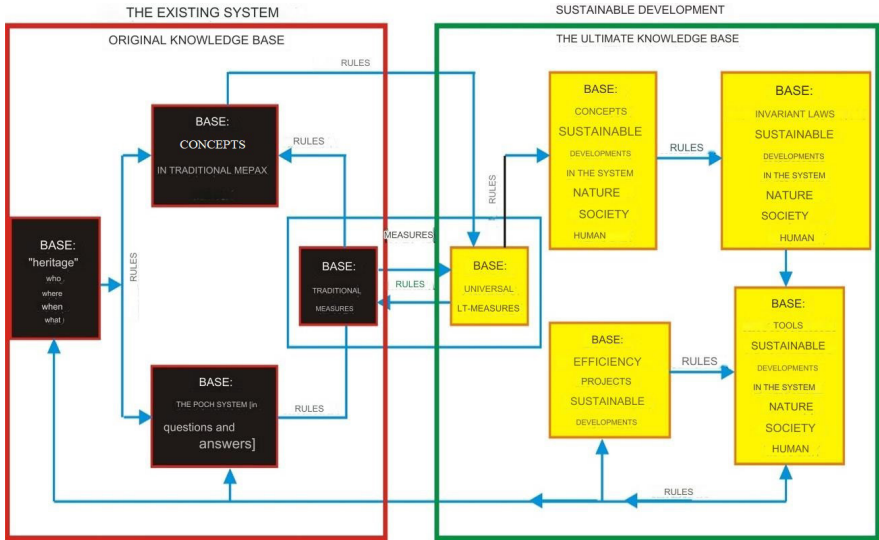 THE EXISTING SYSTEM
SUSTAINABLE DEVELOPMENT
ORIGINAL KNOWLEDGE BASE
THE ULTIMATE KNOWLEDGE BASE
RULES
BASE:
CONCEPTS
IN TRADITIONAL MEPAX
RULES
BASE:
"heritage"
who
where
when
what
RULES
BASE:
TRADITIONAL
MEASURES
MEASURES
RULES
BASE:
UNIVERSAL
LT-MEASURES
RULES
BASE:
THE POCH SYSTEM [in
questions and
answers]
RULES
BASE:
CONCEPTS
SUSTAINABLE
DEVELOPMENTS
IN THE SYSTEM
NATURE
SOCIETY
HUMAN
RULES
BASE:
INVARIANT LAWS
SUSTAINABLE
DEVELOPMENTS
IN THE SYSTEM
NATURE
SOCIETY
HUMAN
BASE:
EFFICIENCY
PROJECTS
SUSTAINABLE
DEVELOPMENTS
RULES
BASE:
TOOLS
SUSTAINABLE
DEVELOPMENTS
IN THE SYSTEM
NATURE
SOCIETY
HUMAN
RULES